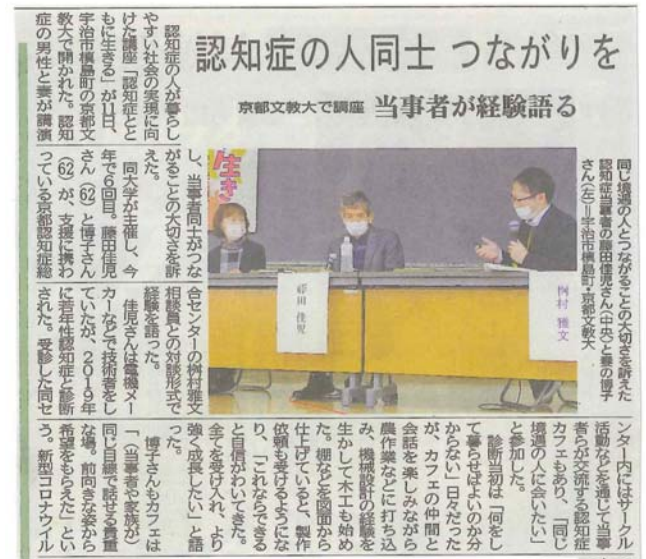 認知症の人同士 つながりを
京都文教大で講座 当事者が経験語る
認知症の人が暮らし
やすい社会の実現に向
けた講座「認知症とと
もに生きる」が1日、
宇治市槇島町の京都文
教大で開かれた。認知
症の男性と妻が講演
し、当事者同士がつな
がることの大切さを訴
えた。
同大学が主催し、今
年で6回目。藤田佳児
さん(62)と博子さん
(62)が、支援に携わ
っている京都認知症総
合センターの桝村雅文
相談員との対談形式で
経験を語った。
佳児さんは電機メー
カーなどで技術者をし
ていたが、2019年
に若年性認知症と診断
された。受診した同セ
ンター内にはサークル
活動などを通じて当事
者らが交流する認知症
カフェもあり、「同じ
境遇の人に会いたい」
と参加した。
診断当初は「何をし
て暮らせばよいのか分
からない」日々だった
が、カフェの仲間と
会話を楽しみながら
農作業などに打ち込
み、機械設計の経験を
生かして木工も始め
た。棚などを図面から
仕上げていると、製作
依頼も受けるようにな
り、「これならできる
と自信がわいてきた。
全てを受け入れ、より
強く成長したい」と語
った。
博子さんもカフェは
「(当事者や家族が)
同じ目線で話せる貴重
な場。前向きな姿から
希望をもらえた」とい
う。新型コロナウイル
同じ境遇の人とつながることの大切さを訴えた
認知症当事者の藤田佳児さん(中央)と妻の博子
さん(左)=宇治市槇島町・京都文教大
生き
藤田 佳児
桝村 雅文